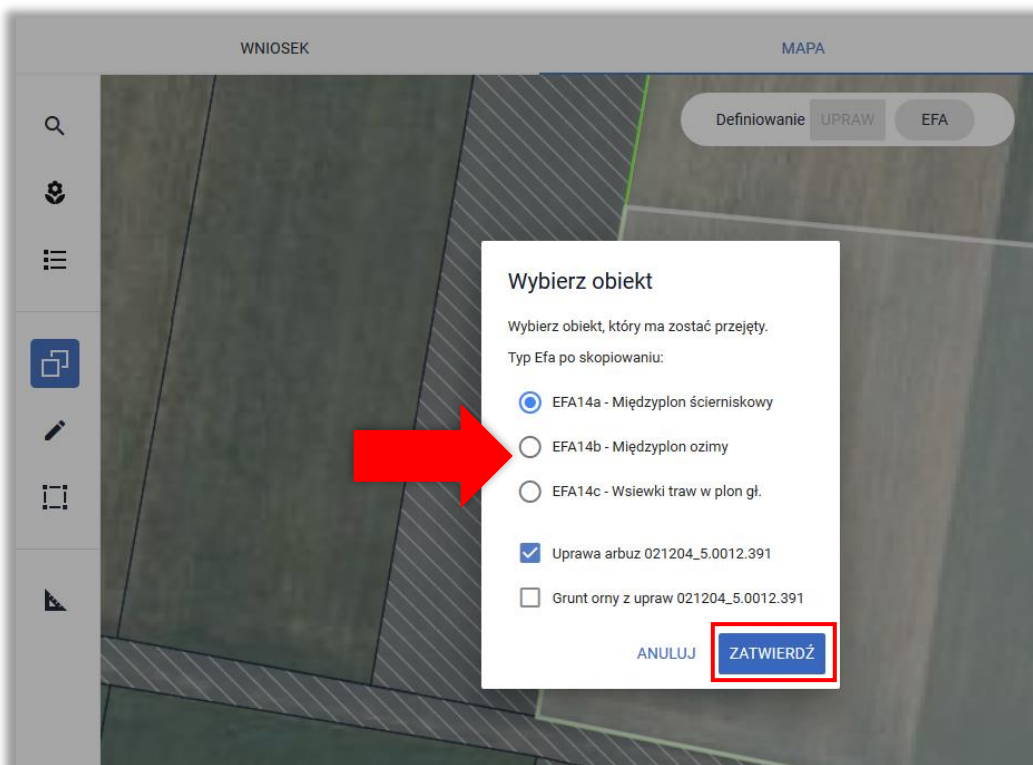 WNIOSEK
MAPA
Definiowanie UPRAW EFA
Wybierz obiekt
Wybierz obiekt, który ma zostać przejęty.
Typ Efa po skopiowaniu:
EFA14a - Międzyplon ścierniskowy
EFA14b - Międzyplon ozimy
EFA14c - Wsiewki traw w plon gł.
Uprawa arbuz 021204_5.0012.391
Grunt orny z upraw 021204_5.0012.391
ANULUJ
ZATWIERDŹ